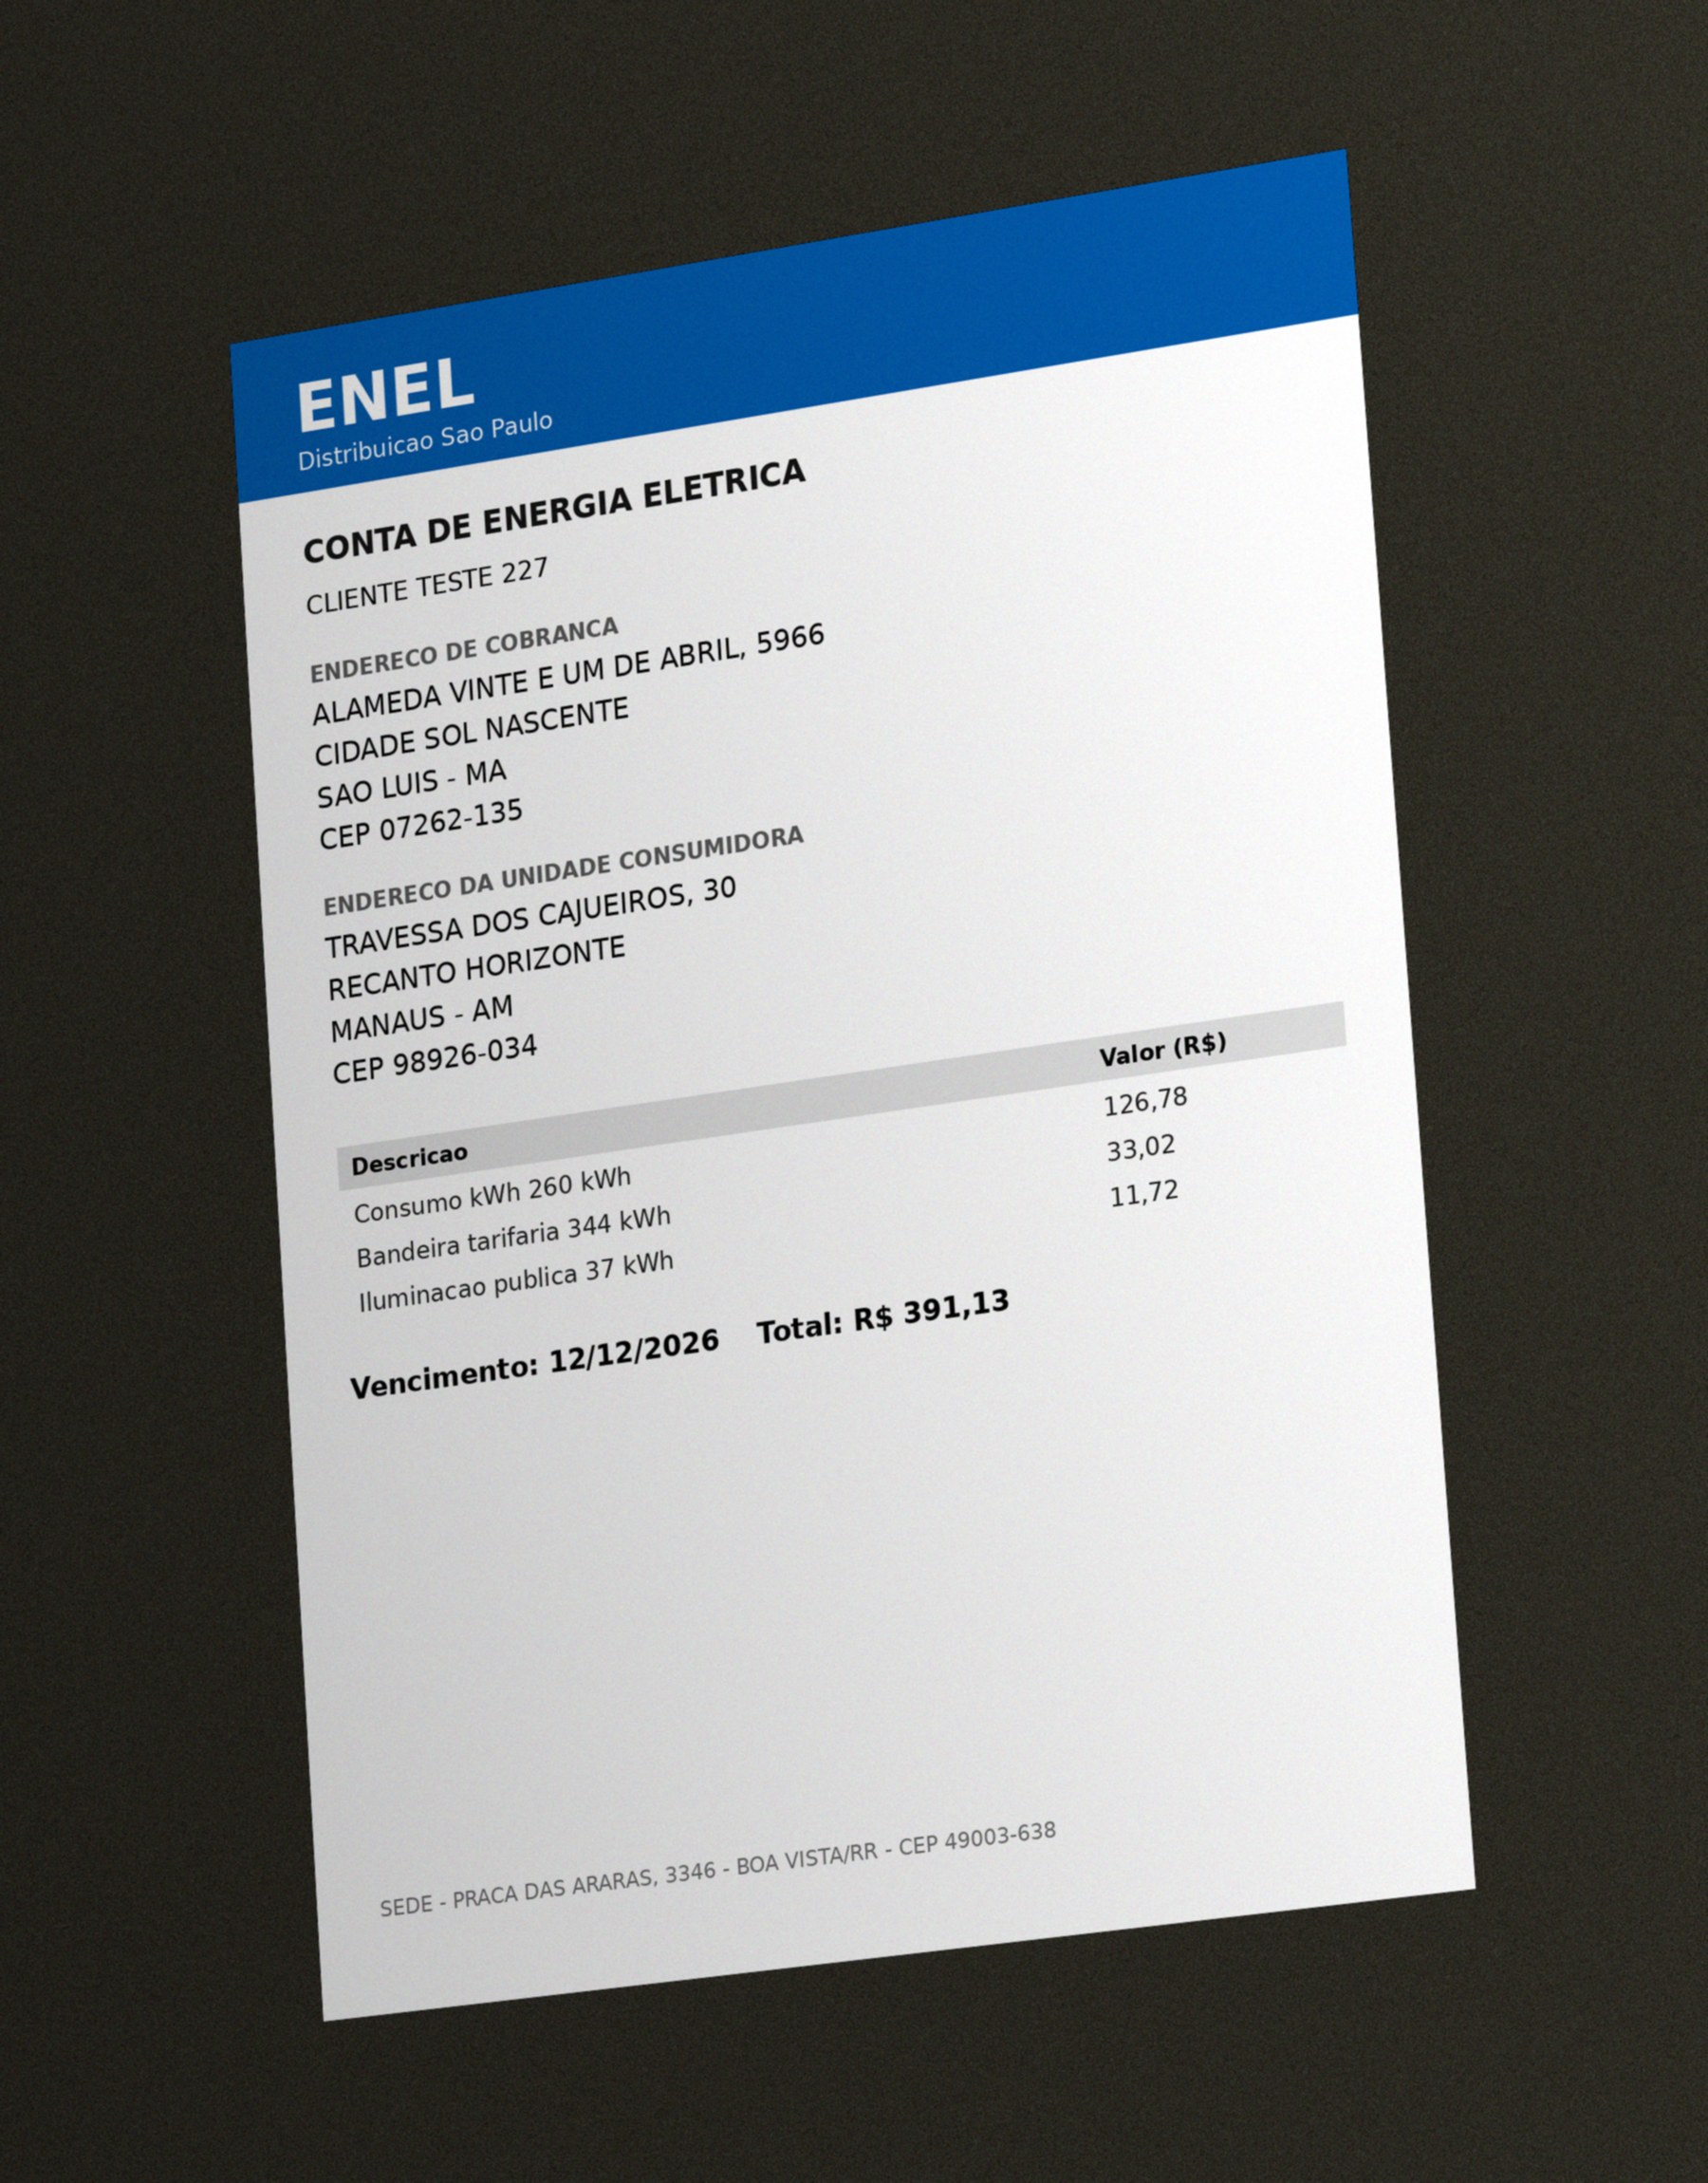 ENEL
Distribuicao Sao Paulo
CONTA DE ENERGIA ELETRICA
CLIENTE TESTE 227
ENDERECO DE COBRANCA
ALAMEDA VINTE E UM DE ABRIL, 5966
CIDADE SOL NASCENTE
SAO LUIS - MA
CEP 07262-135
ENDERECO DA UNIDADE CONSUMIDORA
TRAVESSA DOS CAJUEIROS, 30
RECANTO HORIZONTE
MANAUS - AM
CEP 98926-034
Descricao Valor (R$)
Consumo kWh 260 kWh 126,78
Bandeira tarifaria 344 kWh 33,02
Iluminacao publica 37 kWh 11,72
Vencimento: 12/12/2026 Total: R$ 391,13
SEDE - PRACA DAS ARARAS, 3346 - BOA VISTA/RR - CEP 49003-638